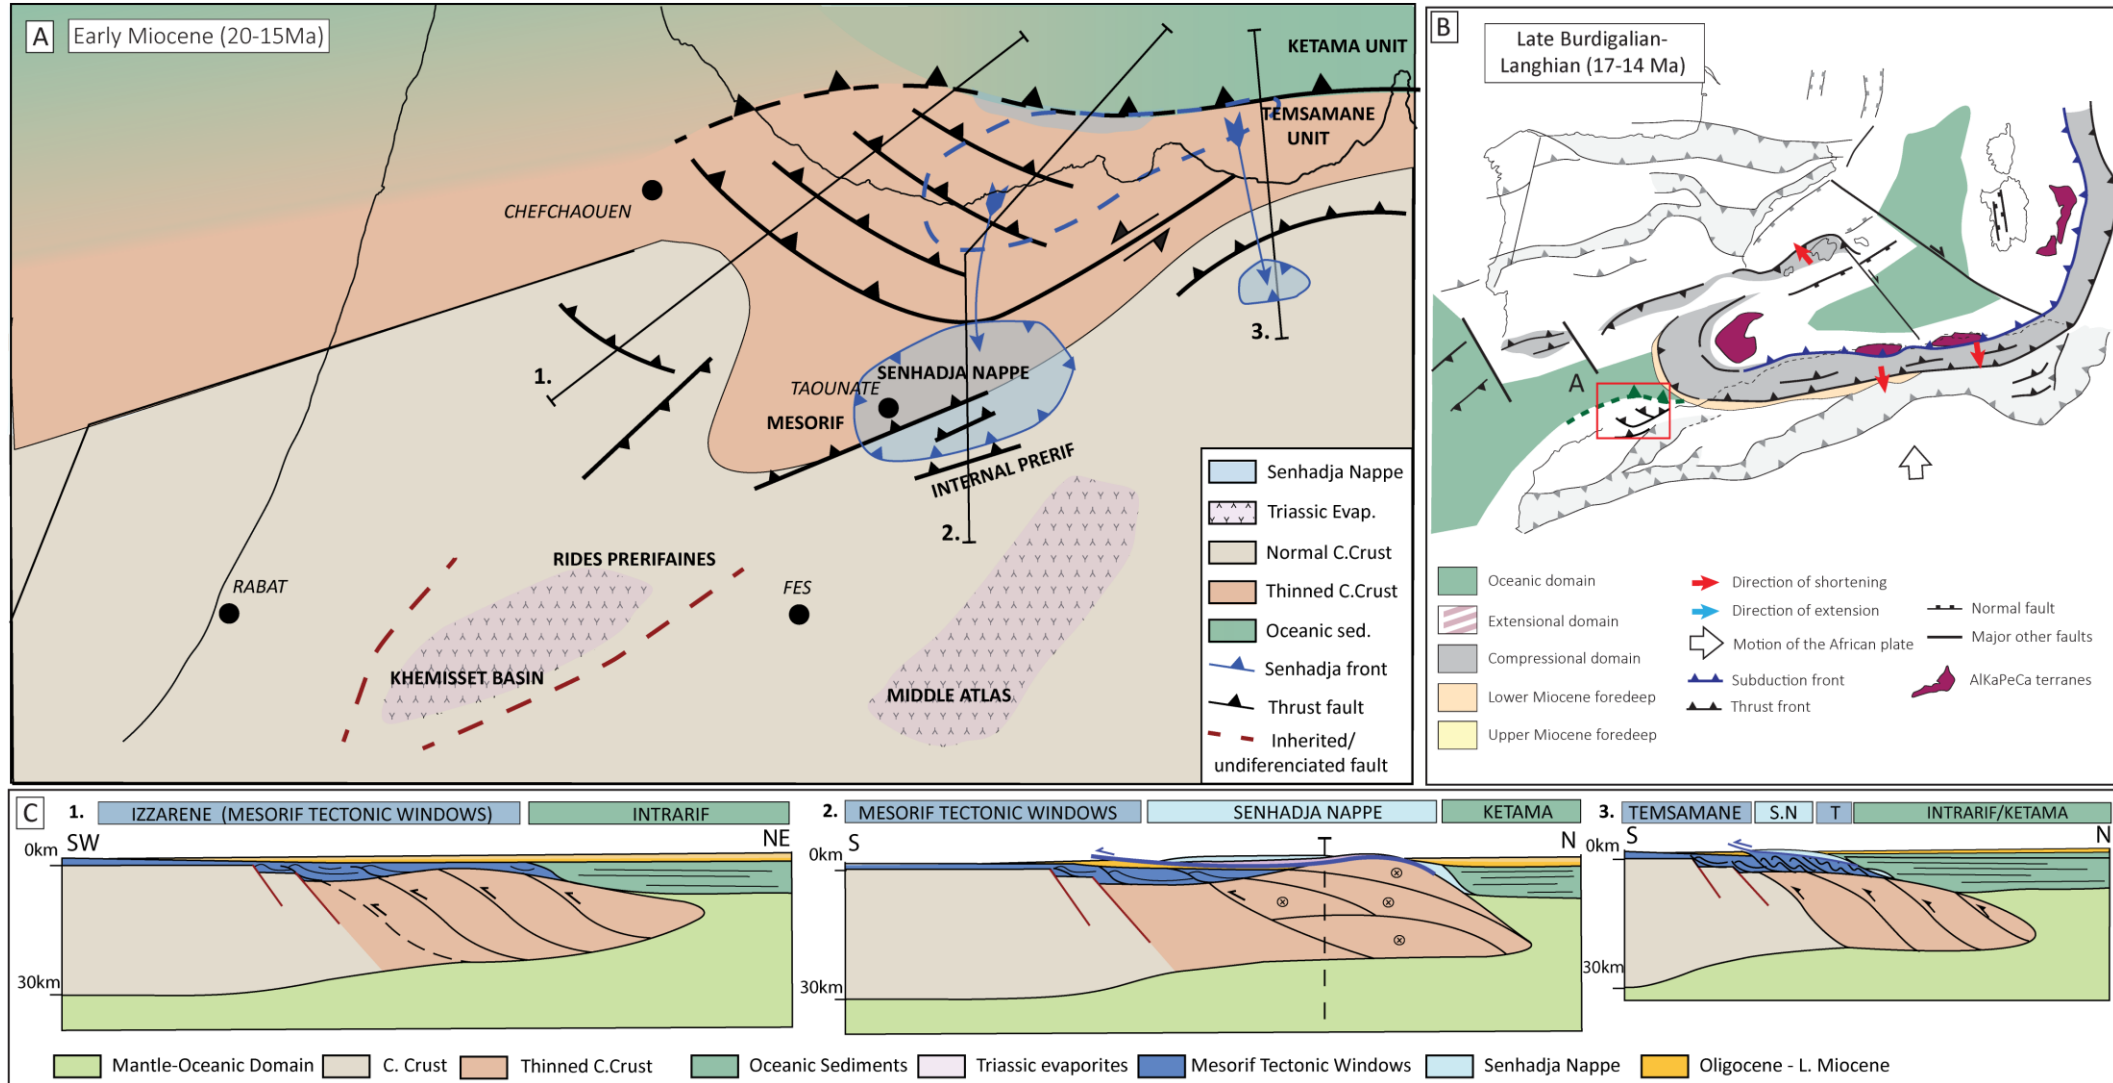 A
Early Miocene (20-15Ma)
KETAMA UNIT
TEMSAMANE
UNIT
CHEFCHAOUEN
1.
3.
SENHADJA NAPPE
TAOUNATE
MESORIF
INTERNAL PRERIF
2.
RIDES PRERIFAINES
RABAT
FES
KHEMISSET BASIN
MIDDLE ATLAS
Senhadja Nappe
Triassic Evap.
Normal C.Crust
Thinned C.Crust
Oceanic sed.
Senhadja front
Thrust fault
Inherited/
undiferenciated fault
B
Late Burdigalian-
Langhian (17-14 Ma)
A
Oceanic domain
Extensional domain
Compressional domain
Lower Miocene foredeep
Upper Miocene foredeep
Direction of shortening
Direction of extension
Motion of the African plate
Subduction front
Thrust front
Normal fault
Major other faults
AlKaPeCa terranes
C
1.
IZZARENE (MESORIF TECTONIC WINDOWS)
INTRARIF
SW
NE
0km
30km
2.
MESORIF TECTONIC WINDOWS
SENHADJA NAPPE
KETAMA
S
N
0km
30km
3.
TEMSAMANE
S.N
T
INTRARIF/KETAMA
S
N
0km
30km
Mantle-Oceanic Domain
C. Crust
Thinned C.Crust
Oceanic Sediments
Triassic evaporites
Mesorif Tectonic Windows
Senhadja Nappe
Oligocene - L. Miocene